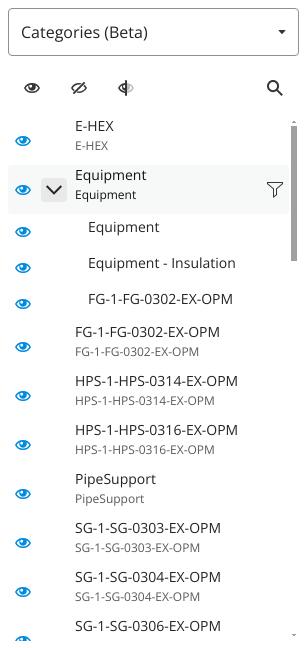 Categories (Beta)
E-HEX
E-HEX
Equipment
Equipment
Equipment
Equipment - Insulation
FG-1-FG-0302-EX-OPM
FG-1-FG-0302-EX-OPM
FG-1-FG-0302-EX-OPM
HPS-1-HPS-0314-EX-OPM
HPS-1-HPS-0314-EX-OPM
HPS-1-HPS-0316-EX-OPM
HPS-1-HPS-0316-EX-OPM
PipeSupport
PipeSupport
SG-1-SG-0303-EX-OPM
SG-1-SG-0303-EX-OPM
SG-1-SG-0304-EX-OPM
SG-1-SG-0304-EX-OPM
SG-1-SG-0306-EX-OPM